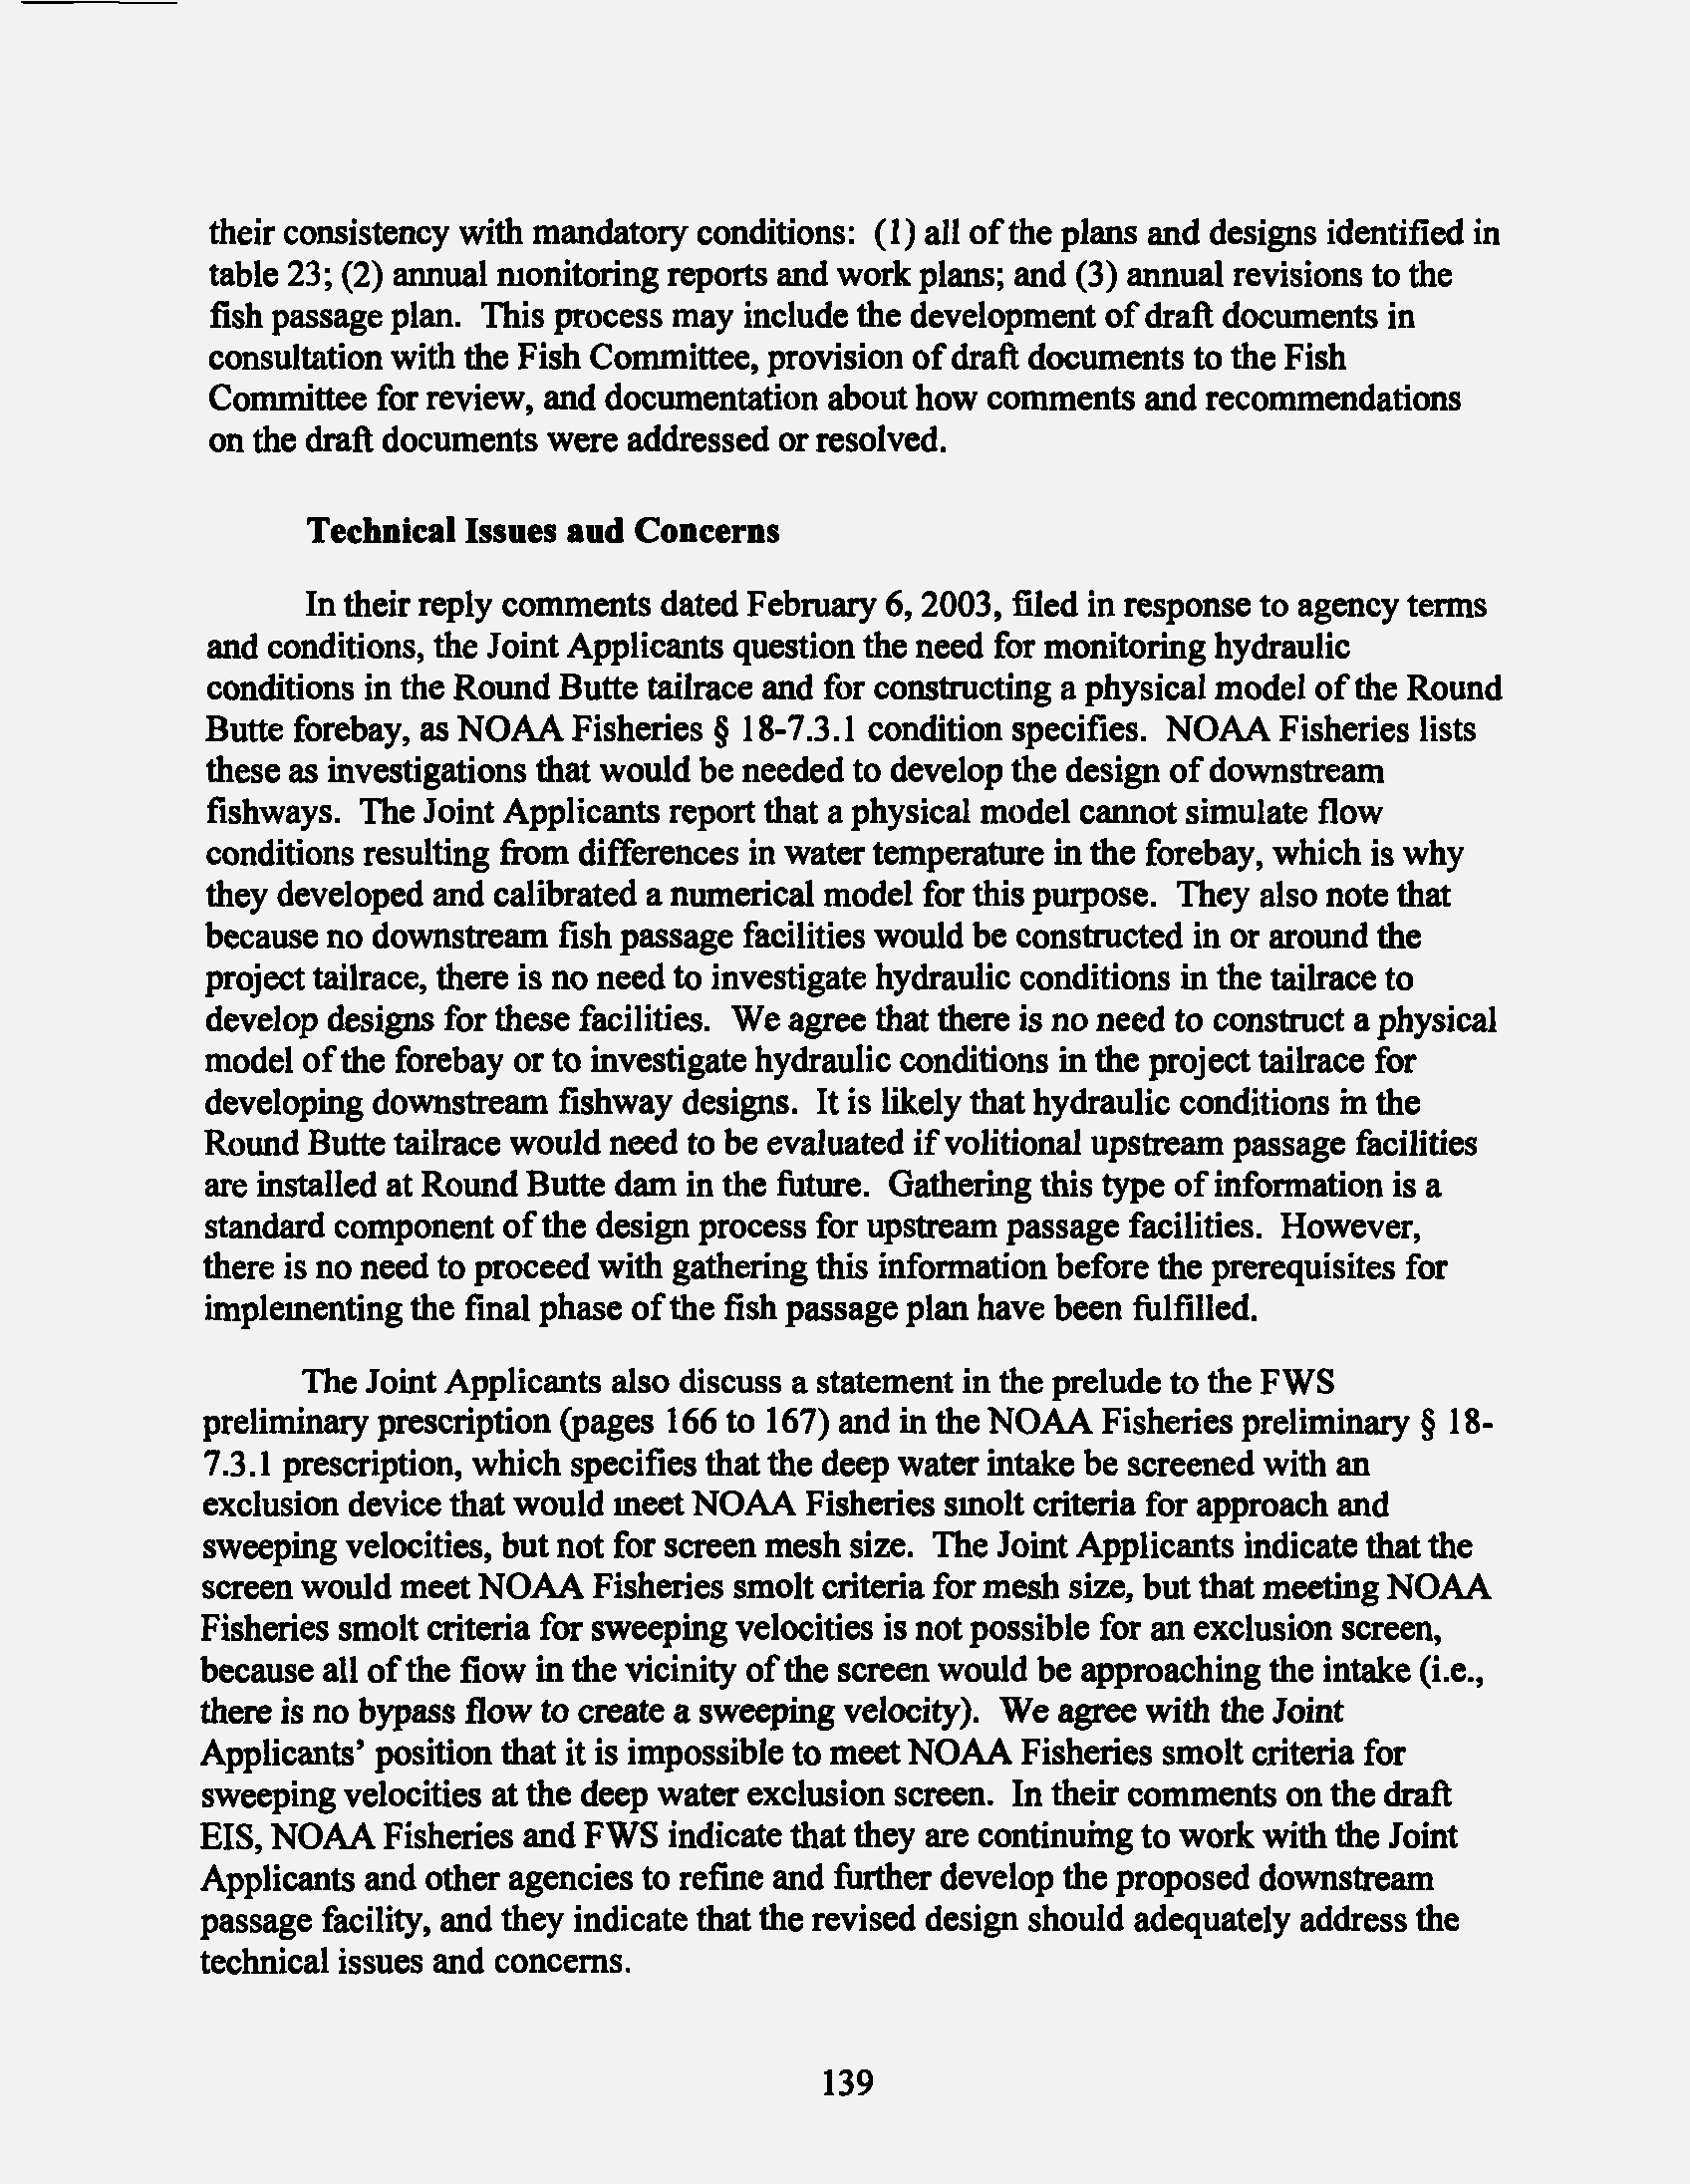 their consistency with mandatory conditions:  (1) all of the plans and designs identified in
table 23; (2) annual monitoring reports and work plans; and (3) annual revisions to the
fish passage plan.  This process may include the development of draft documents in
consultation with the Fish Committee, provision of draft documents to the Fish
Committee for review, and documentation about how comments and recommendations
on the draft documents were addressed or resolved.
Technical Issues aud Concerns
In their reply comments dated February 6, 2003, filed in response to agency terms
and conditions, the Joint Applicants question the need for monitoring hydraulic
conditions in the Round Butte tailrace and for constructing a physical model of the Round
Butte forebay, as NOAA Fisheries § 18-7.3.1 condition specifies.  NOAA Fisheries lists
these as investigations that would be needed to develop the design of downstream
fishways.  The Joint Applicants report that a physical model cannot simulate flow
conditions resulting from differences in water temperature in the forebay, which is why
they developed and calibrated a numerical model for this purpose.  They also note that
because no downstream fish passage facilities would be constructed in or around the
project tailrace, there is no need to investigate hydraulic conditions in the tailrace to
develop designs for these facilities.  We agree that there is no need to construct a physical
model of the forebay or to investigate hydraulic conditions in the project tailrace for
developing downstream fishway designs.  It is likely that hydraulic conditions in the
Round Butte tailrace would need to be evaluated if volitional upstream passage facilities
are installed at Round Butte dam in the future.  Gathering this type of information is a
standard component of the design process for upstream passage facilities.  However,
there is no need to proceed with gathering this information before the prerequisites for
implementing the final phase of the fish passage plan have been fulfilled.
The Joint Applicants also discuss a statement in the prelude to the FWS
preliminary prescription (pages 166 to 167) and in the NOAA Fisheries preliminary § 18-
7.3.1 prescription, which specifies that the deep water intake be screened with an
exclusion device that would meet NOAA Fisheries smolt criteria for approach and
sweeping velocities, but not for screen mesh size.  The Joint Applicants indicate that the
screen would meet NOAA Fisheries smolt criteria for mesh size, but that meeting NOAA
Fisheries smolt criteria for sweeping velocities is not possible for an exclusion screen,
because all of the flow in the vicinity of the screen would be approaching the intake (i.e.,
there is no bypass flow to create a sweeping velocity).  We agree with the Joint
Applicants’ position that it is impossible to meet NOAA Fisheries smolt criteria for
sweeping velocities at the deep water exclusion screen.  In their comments on the draft
EIS, NOAA Fisheries and FWS indicate that they are continuing to work with the Joint
Applicants and other agencies to refine and further develop the proposed downstream
passage facility, and they indicate that the revised design should adequately address the
technical issues and concerns.
139